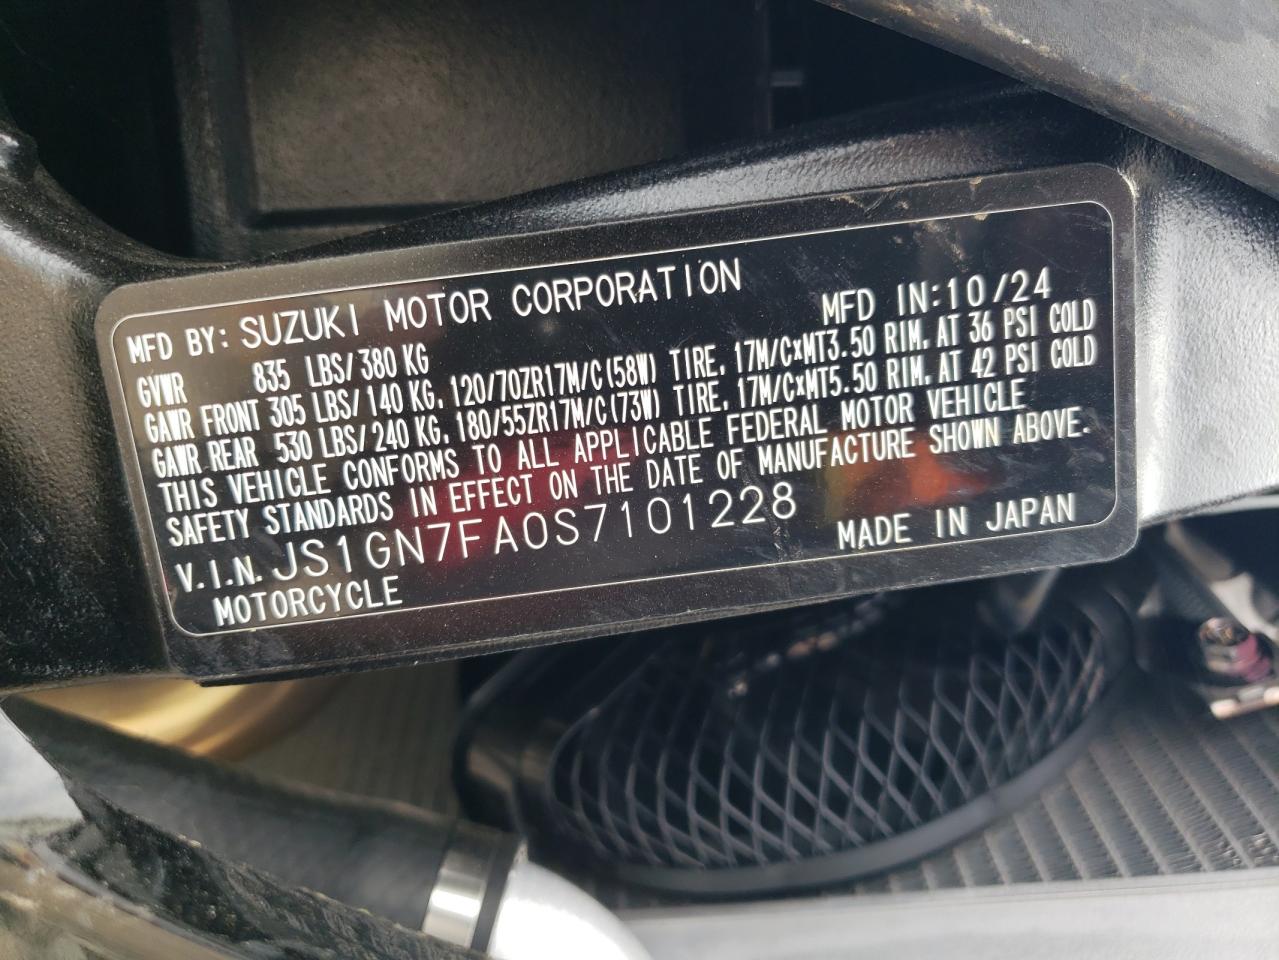 MFD BY: SUZUKI MOTOR CORPORATION MFD IN:10/24
GVWR 835 LBS/380 KG
GAWR FRONT 305 LBS/140 KG, 120/70ZR17M/C(58W) TIRE, 17M/C×MT3.50 RIM, AT 36 PSI COLD
GAWR REAR 530 LBS/240 KG, 180/55ZR17M/C(73W) TIRE, 17M/C×MT5.50 RIM, AT 42 PSI COLD
THIS VEHICLE CONFORMS TO ALL APPLICABLE FEDERAL MOTOR VEHICLE
SAFETY STANDARDS IN EFFECT ON THE DATE OF MANUFACTURE SHOWN ABOVE.
V.I.N. JS1GN7FA0S7101228 MADE IN JAPAN
MOTORCYCLE